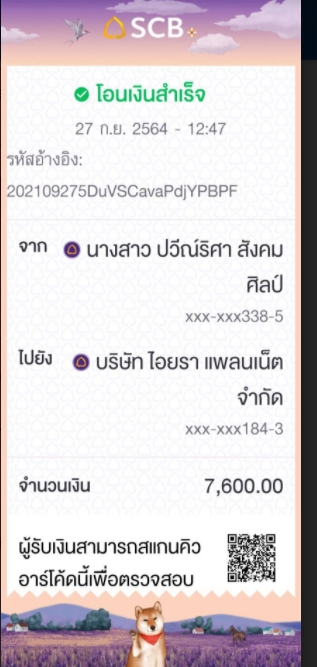 SCB
โอนเงินสำเร็จ
27 ก.ย. 2564 - 12:47
รหัสอ้างอิง:
202109275DuVSCavaPdjYPBPF
จาก นางสาว ปวีณ์ริศา สังคม
ศิลป์
xxx-xxx338-5
ไปยัง บริษัท ไอยรา แพลนเน็ต
จำกัด
xxx-xxx184-3
จำนวนเงิน 7,600.00
ผู้รับเงินสามารถสแกนคิว
อาร์โค้ดนี้เพื่อตรวจสอบ